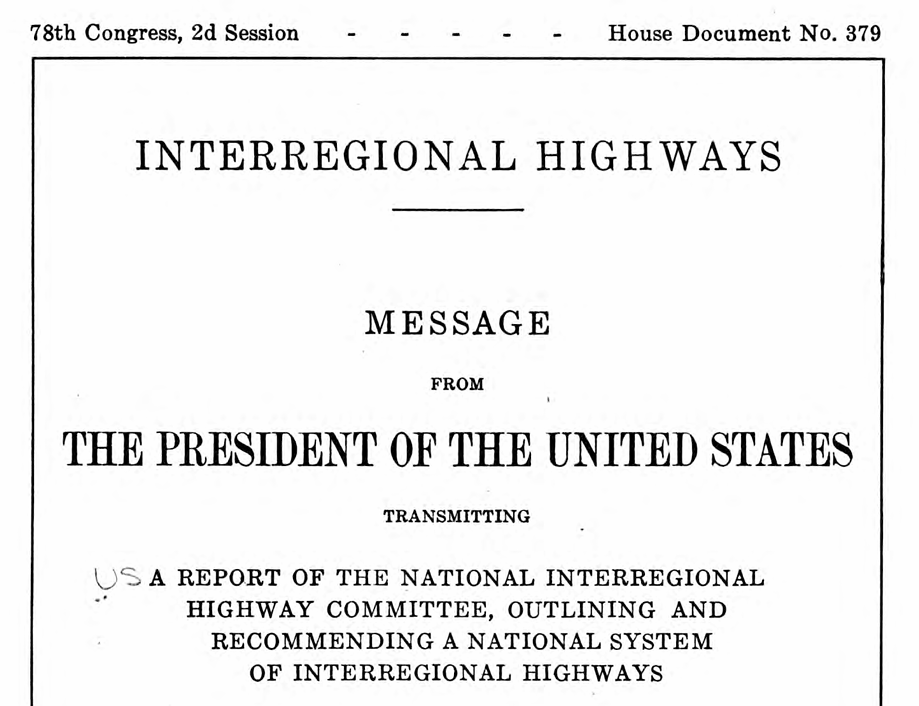 78th Congress, 2d Session - - - - - House Document No. 379
INTERREGIONAL HIGHWAYS
MESSAGE
FROM
THE PRESIDENT OF THE UNITED STATES
TRANSMITTING
US A REPORT OF THE NATIONAL INTERREGIONAL
HIGHWAY COMMITTEE, OUTLINING AND
RECOMMENDING A NATIONAL SYSTEM
OF INTERREGIONAL HIGHWAYS